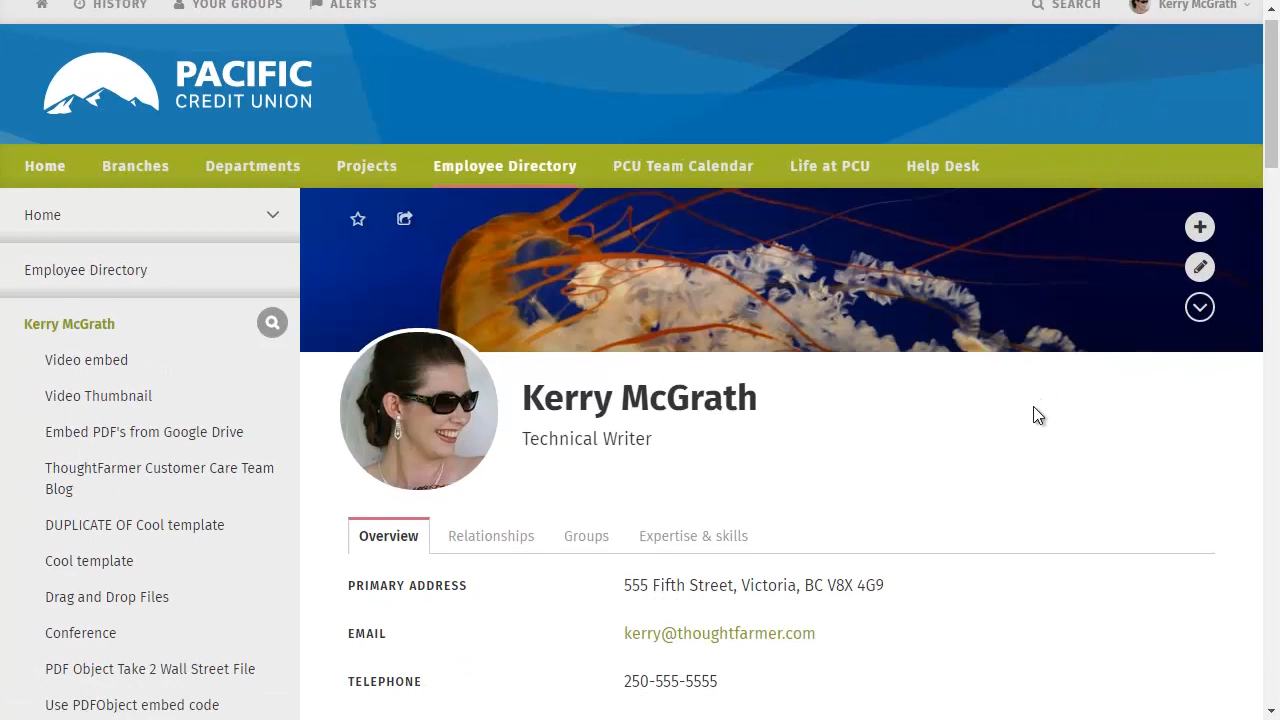 HISTORY YOUR GROUPS ALERTS SEARCH Kerry McGrath
PACIFIC
CREDIT UNION
Home Branches Departments Projects Employee Directory PCU Team Calendar Life at PCU Help Desk
Home
Employee Directory
Kerry McGrath
Video embed
Video Thumbnail
Embed PDF's from Google Drive
ThoughtFarmer Customer Care Team
Blog
DUPLICATE OF Cool template
Cool template
Drag and Drop Files
Conference
PDF Object Take 2 Wall Street File
Use PDFObject embed code
Kerry McGrath
Technical Writer
Overview Relationships Groups Expertise & skills
PRIMARY ADDRESS 555 Fifth Street, Victoria, BC V8X 4G9
EMAIL kerry@thoughtfarmer.com
TELEPHONE 250-555-5555